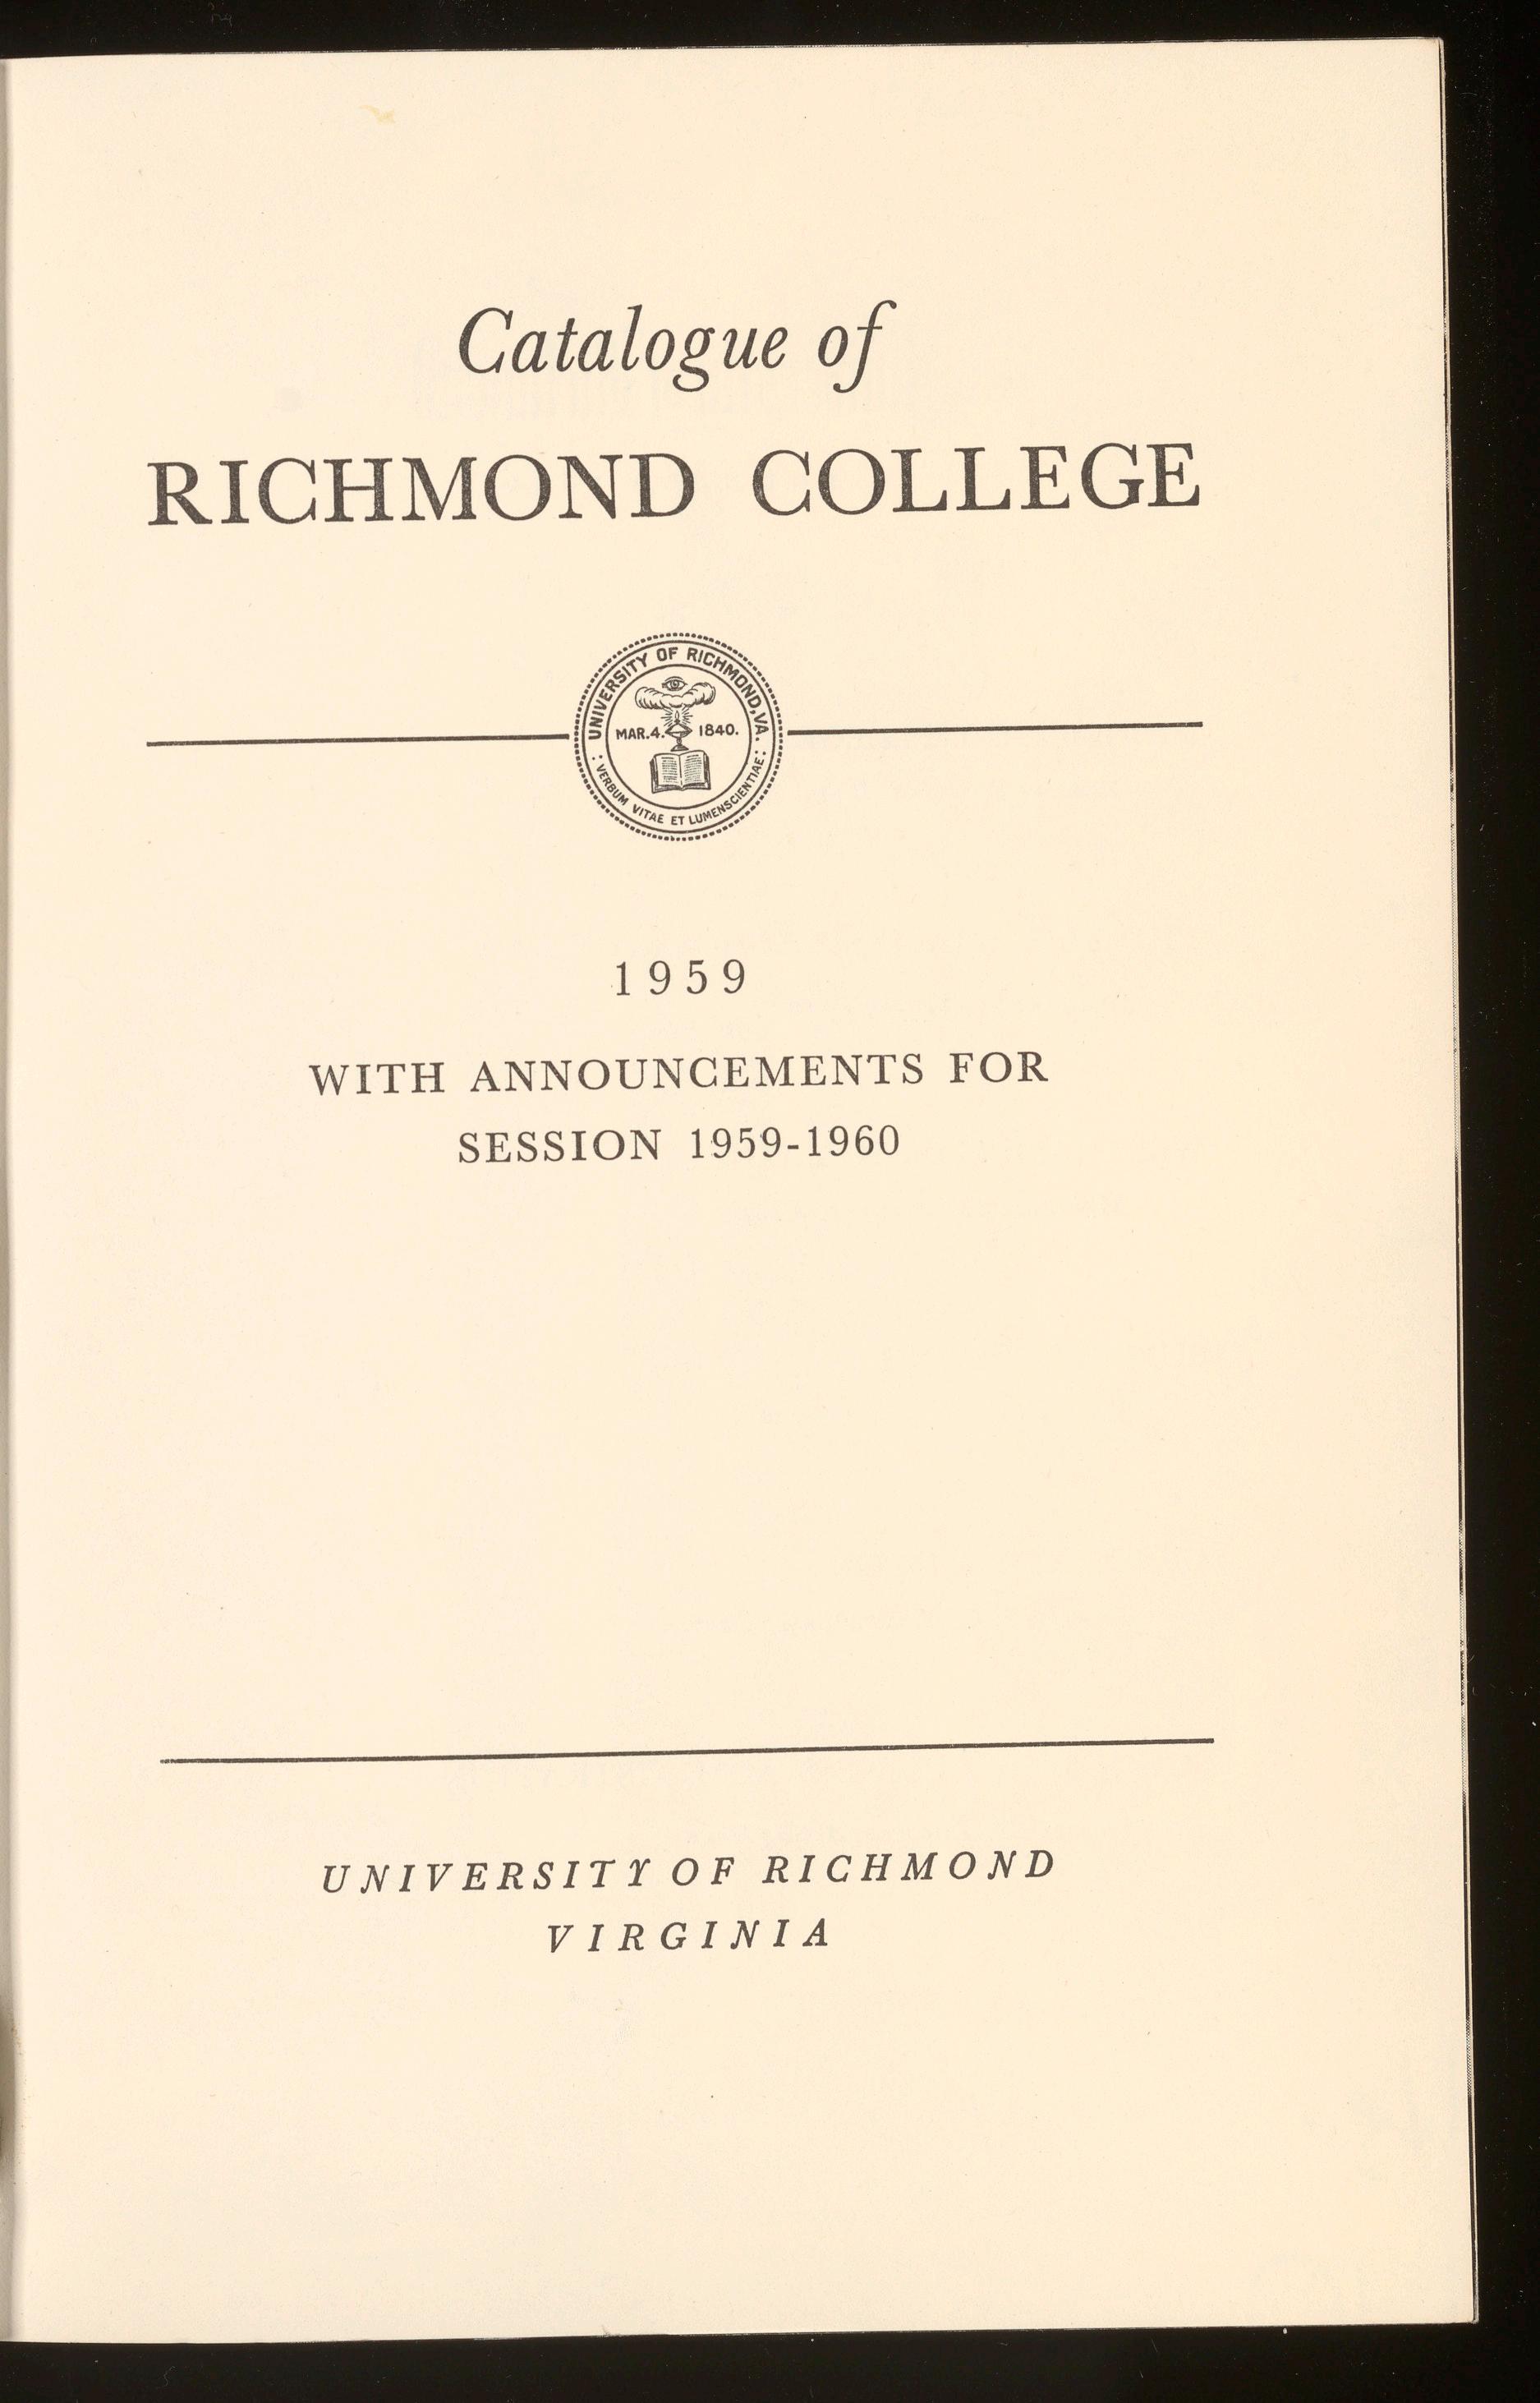 Catalogue of
RICHMOND COLLEGE
UNIVERSITY OF RICHMOND, VA.
MAR. 4. 1840.
: VERBUM VITAE ET LUMEN SCIENTIAE :
1959
WITH ANNOUNCEMENTS FOR
SESSION 1959-1960
UNIVERSITY OF RICHMOND
VIRGINIA